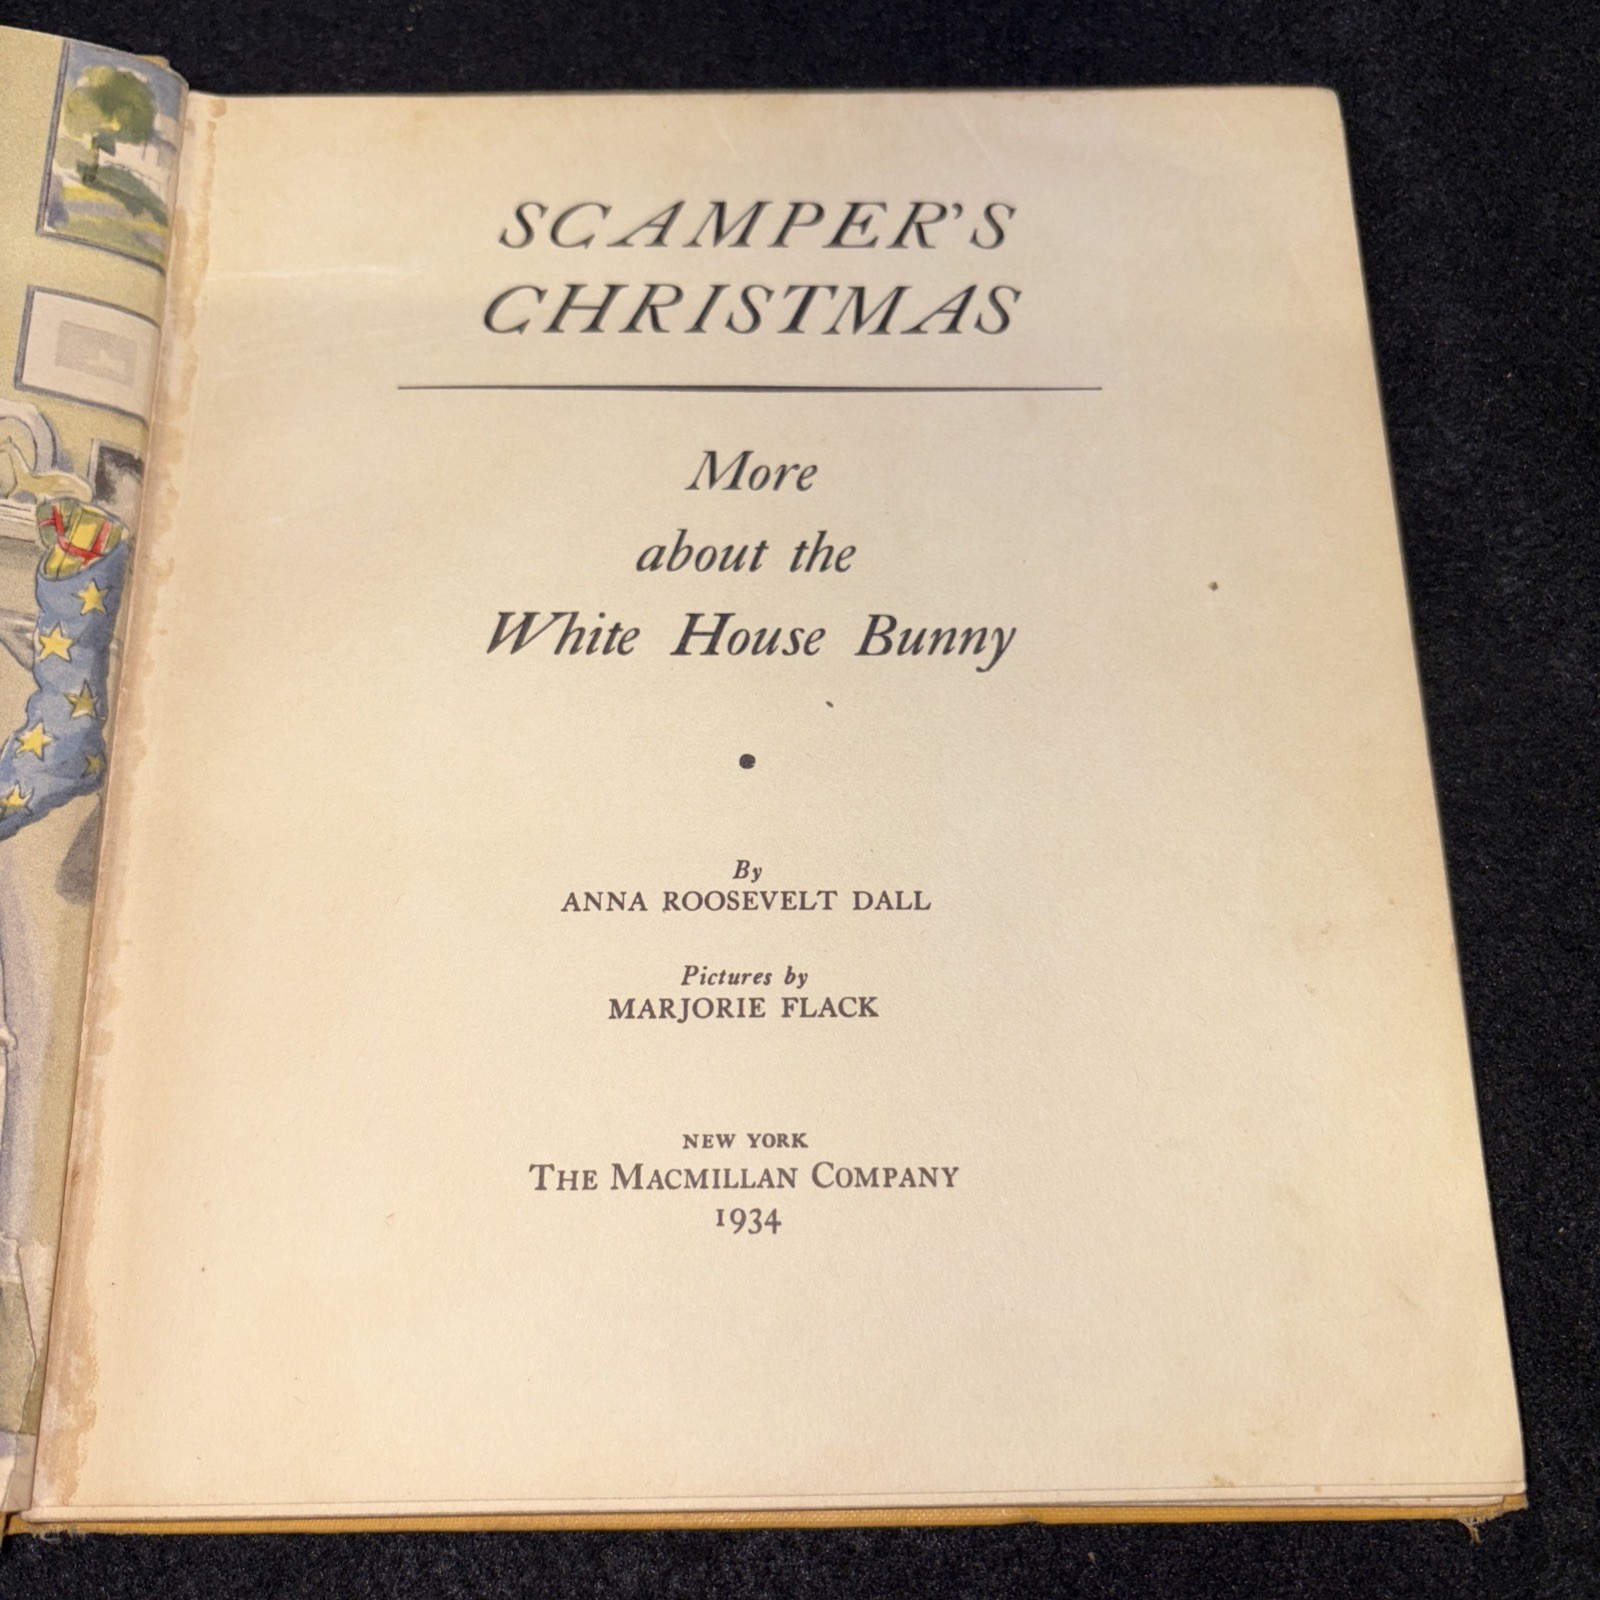 SCAMPER'S
CHRISTMAS
More
about the
White House Bunny
By
ANNA ROOSEVELT DALL
Pictures by
MARJORIE FLACK
NEW YORK
THE MACMILLAN COMPANY
1934